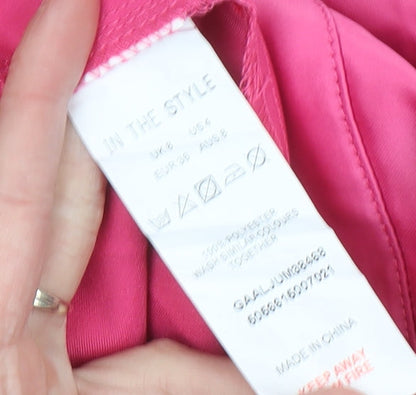 IN THE STYLE
UK 8 US 4
EUR 36 AUS 8
100% POLYESTER
WASH SIMILAR COLOURS
TOGETHER
MADE IN CHINA
KEEP AWAY
FIRE